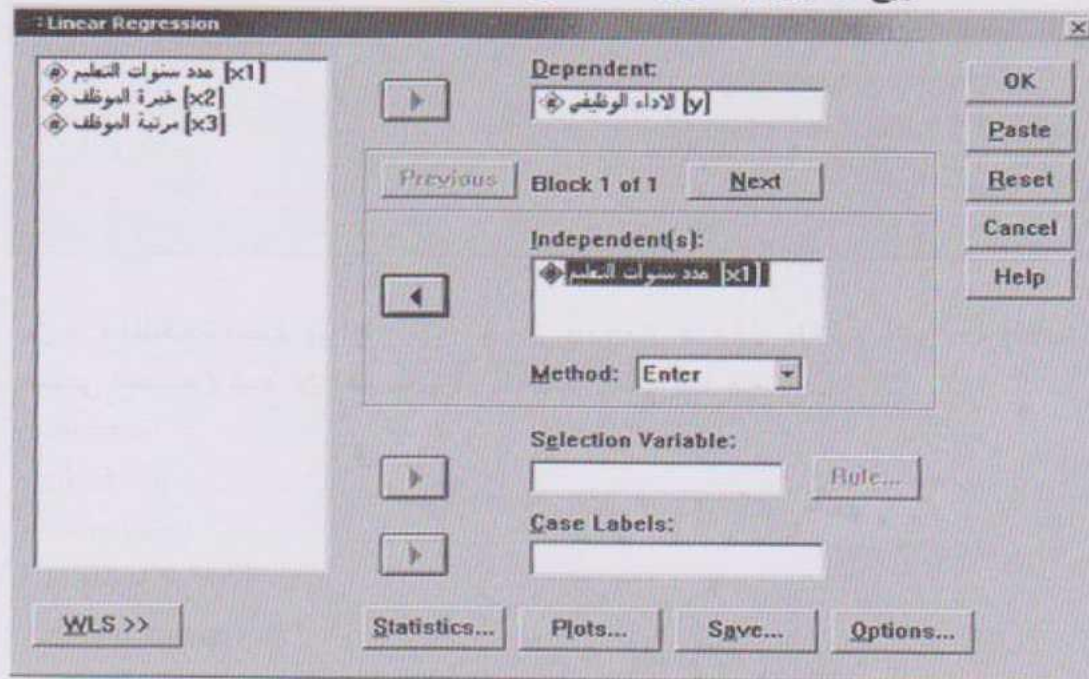 : Linear Regression
عدد سنوات التعليم [x1]
خبرة الموظف [x2]
مرتبة الموظف [x3]
Dependent:
الاداء الوظيفي [y]
Previous Block 1 of 1 Next
Independent(s):
عدد سنوات التعليم [x1]
Method: Enter
Selection Variable:
Rule...
Case Labels:
WLS >>
Statistics... Plots... Save... Options...
OK
Paste
Reset
Cancel
Help